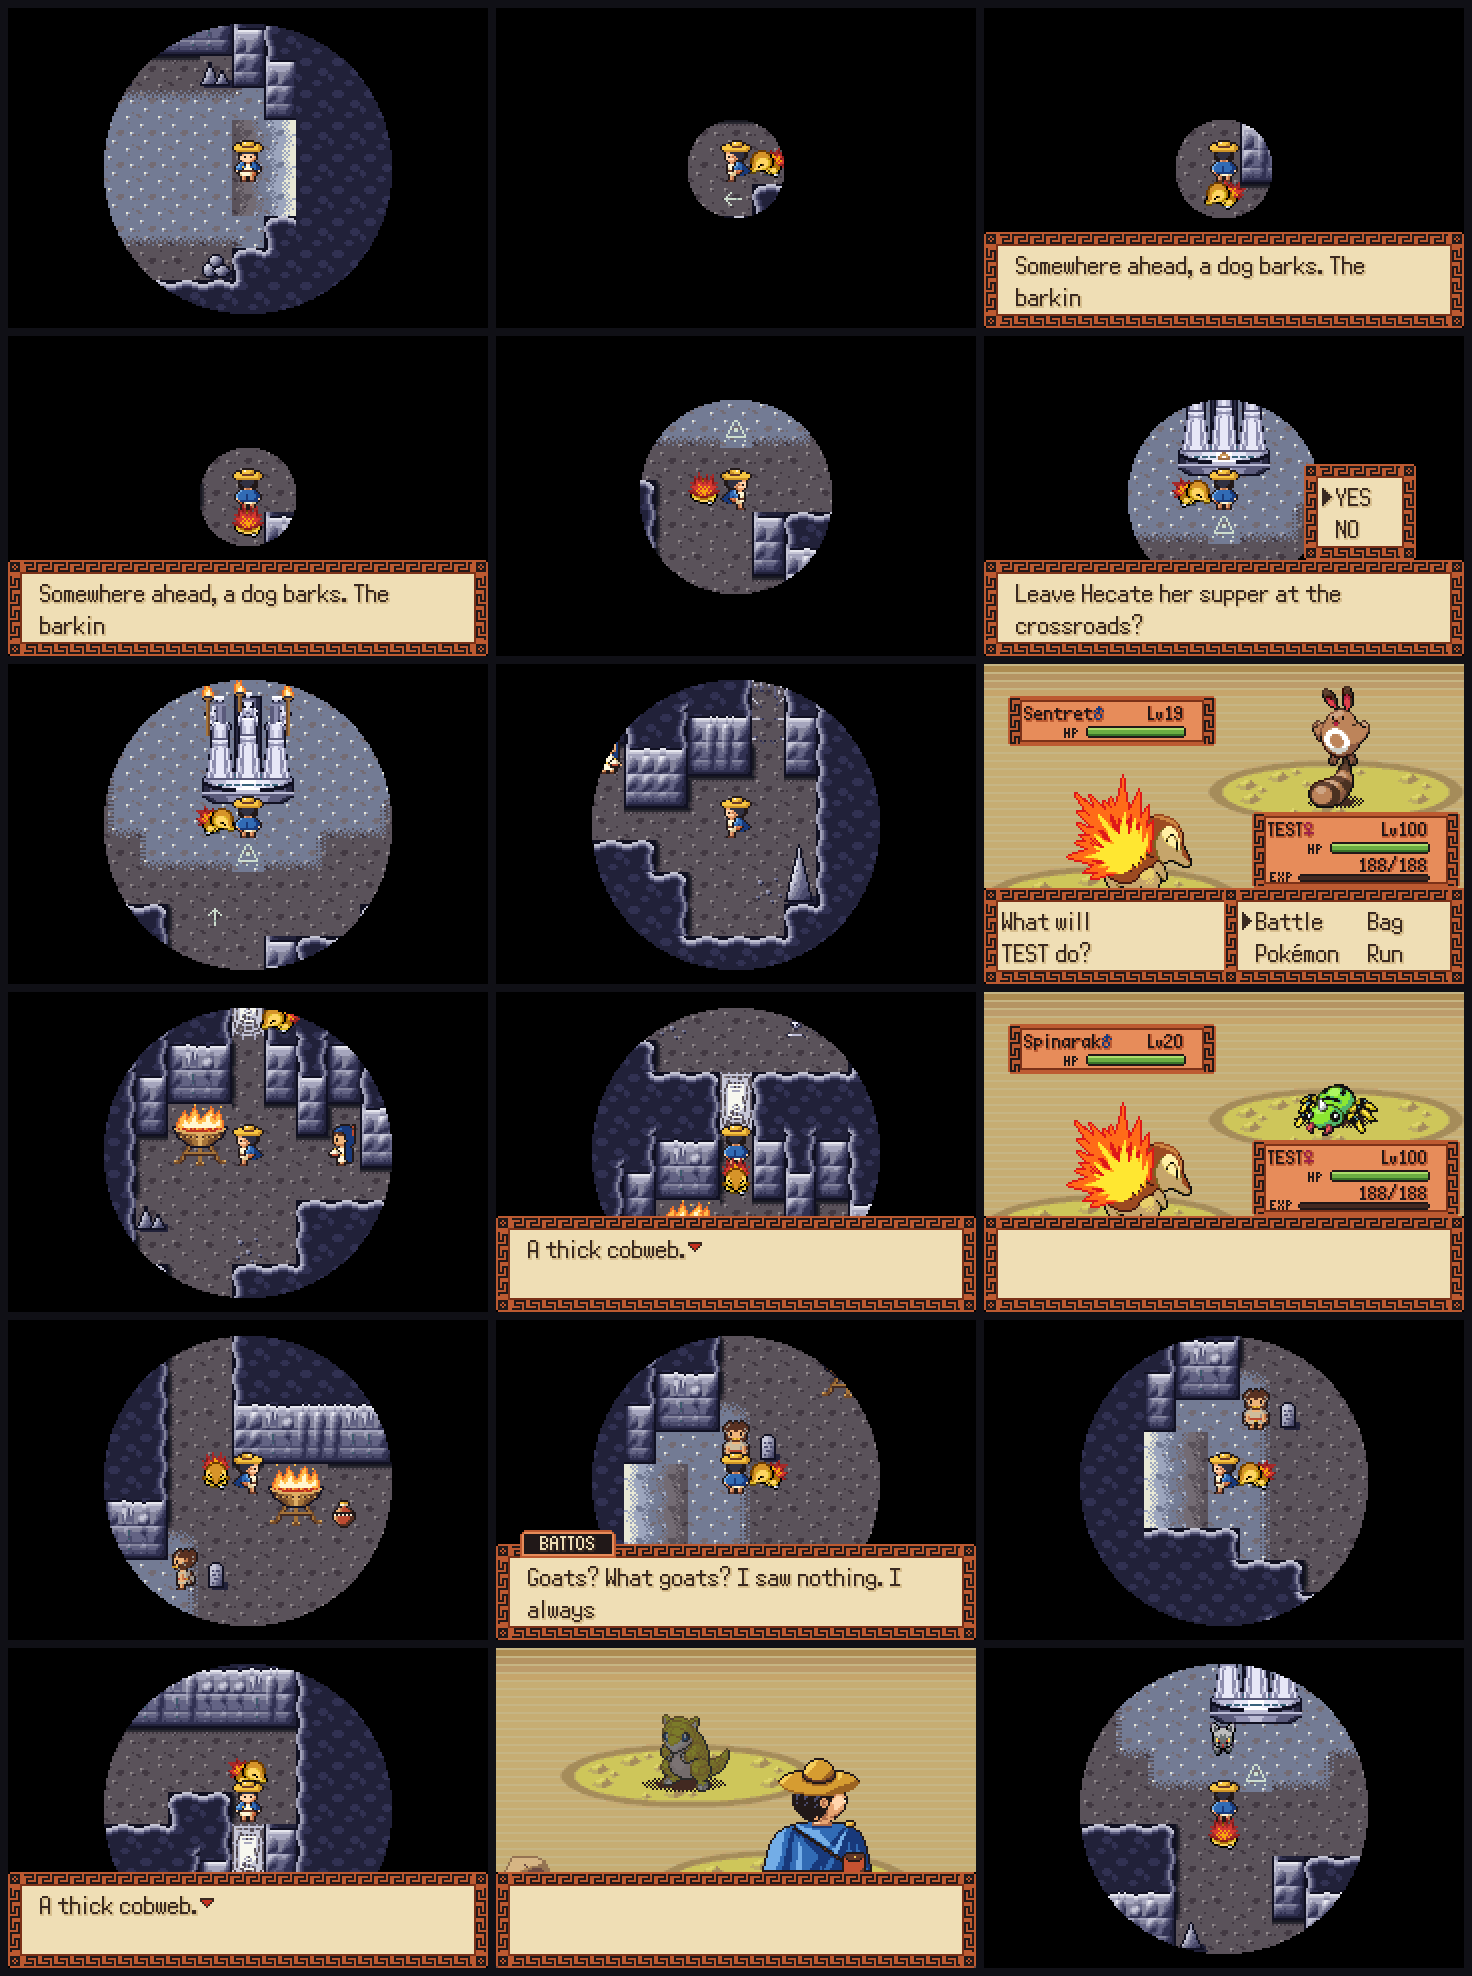 Somewhere ahead, a dog barks. The
barkin
Somewhere ahead, a dog barks. The
barkin
YES
NO
Leave Hecate her supper at the
crossroads?
Sentret♂ Lv19
HP
TEST♀ Lv100
HP
188/188
EXP
What will
TEST do?
Battle Bag
Pokémon Run
A thick cobweb.
Spinarak♂ Lv20
HP
TEST♀ Lv100
HP
188/188
EXP
BATTOS
Goats? What goats? I saw nothing. I
always
A thick cobweb.